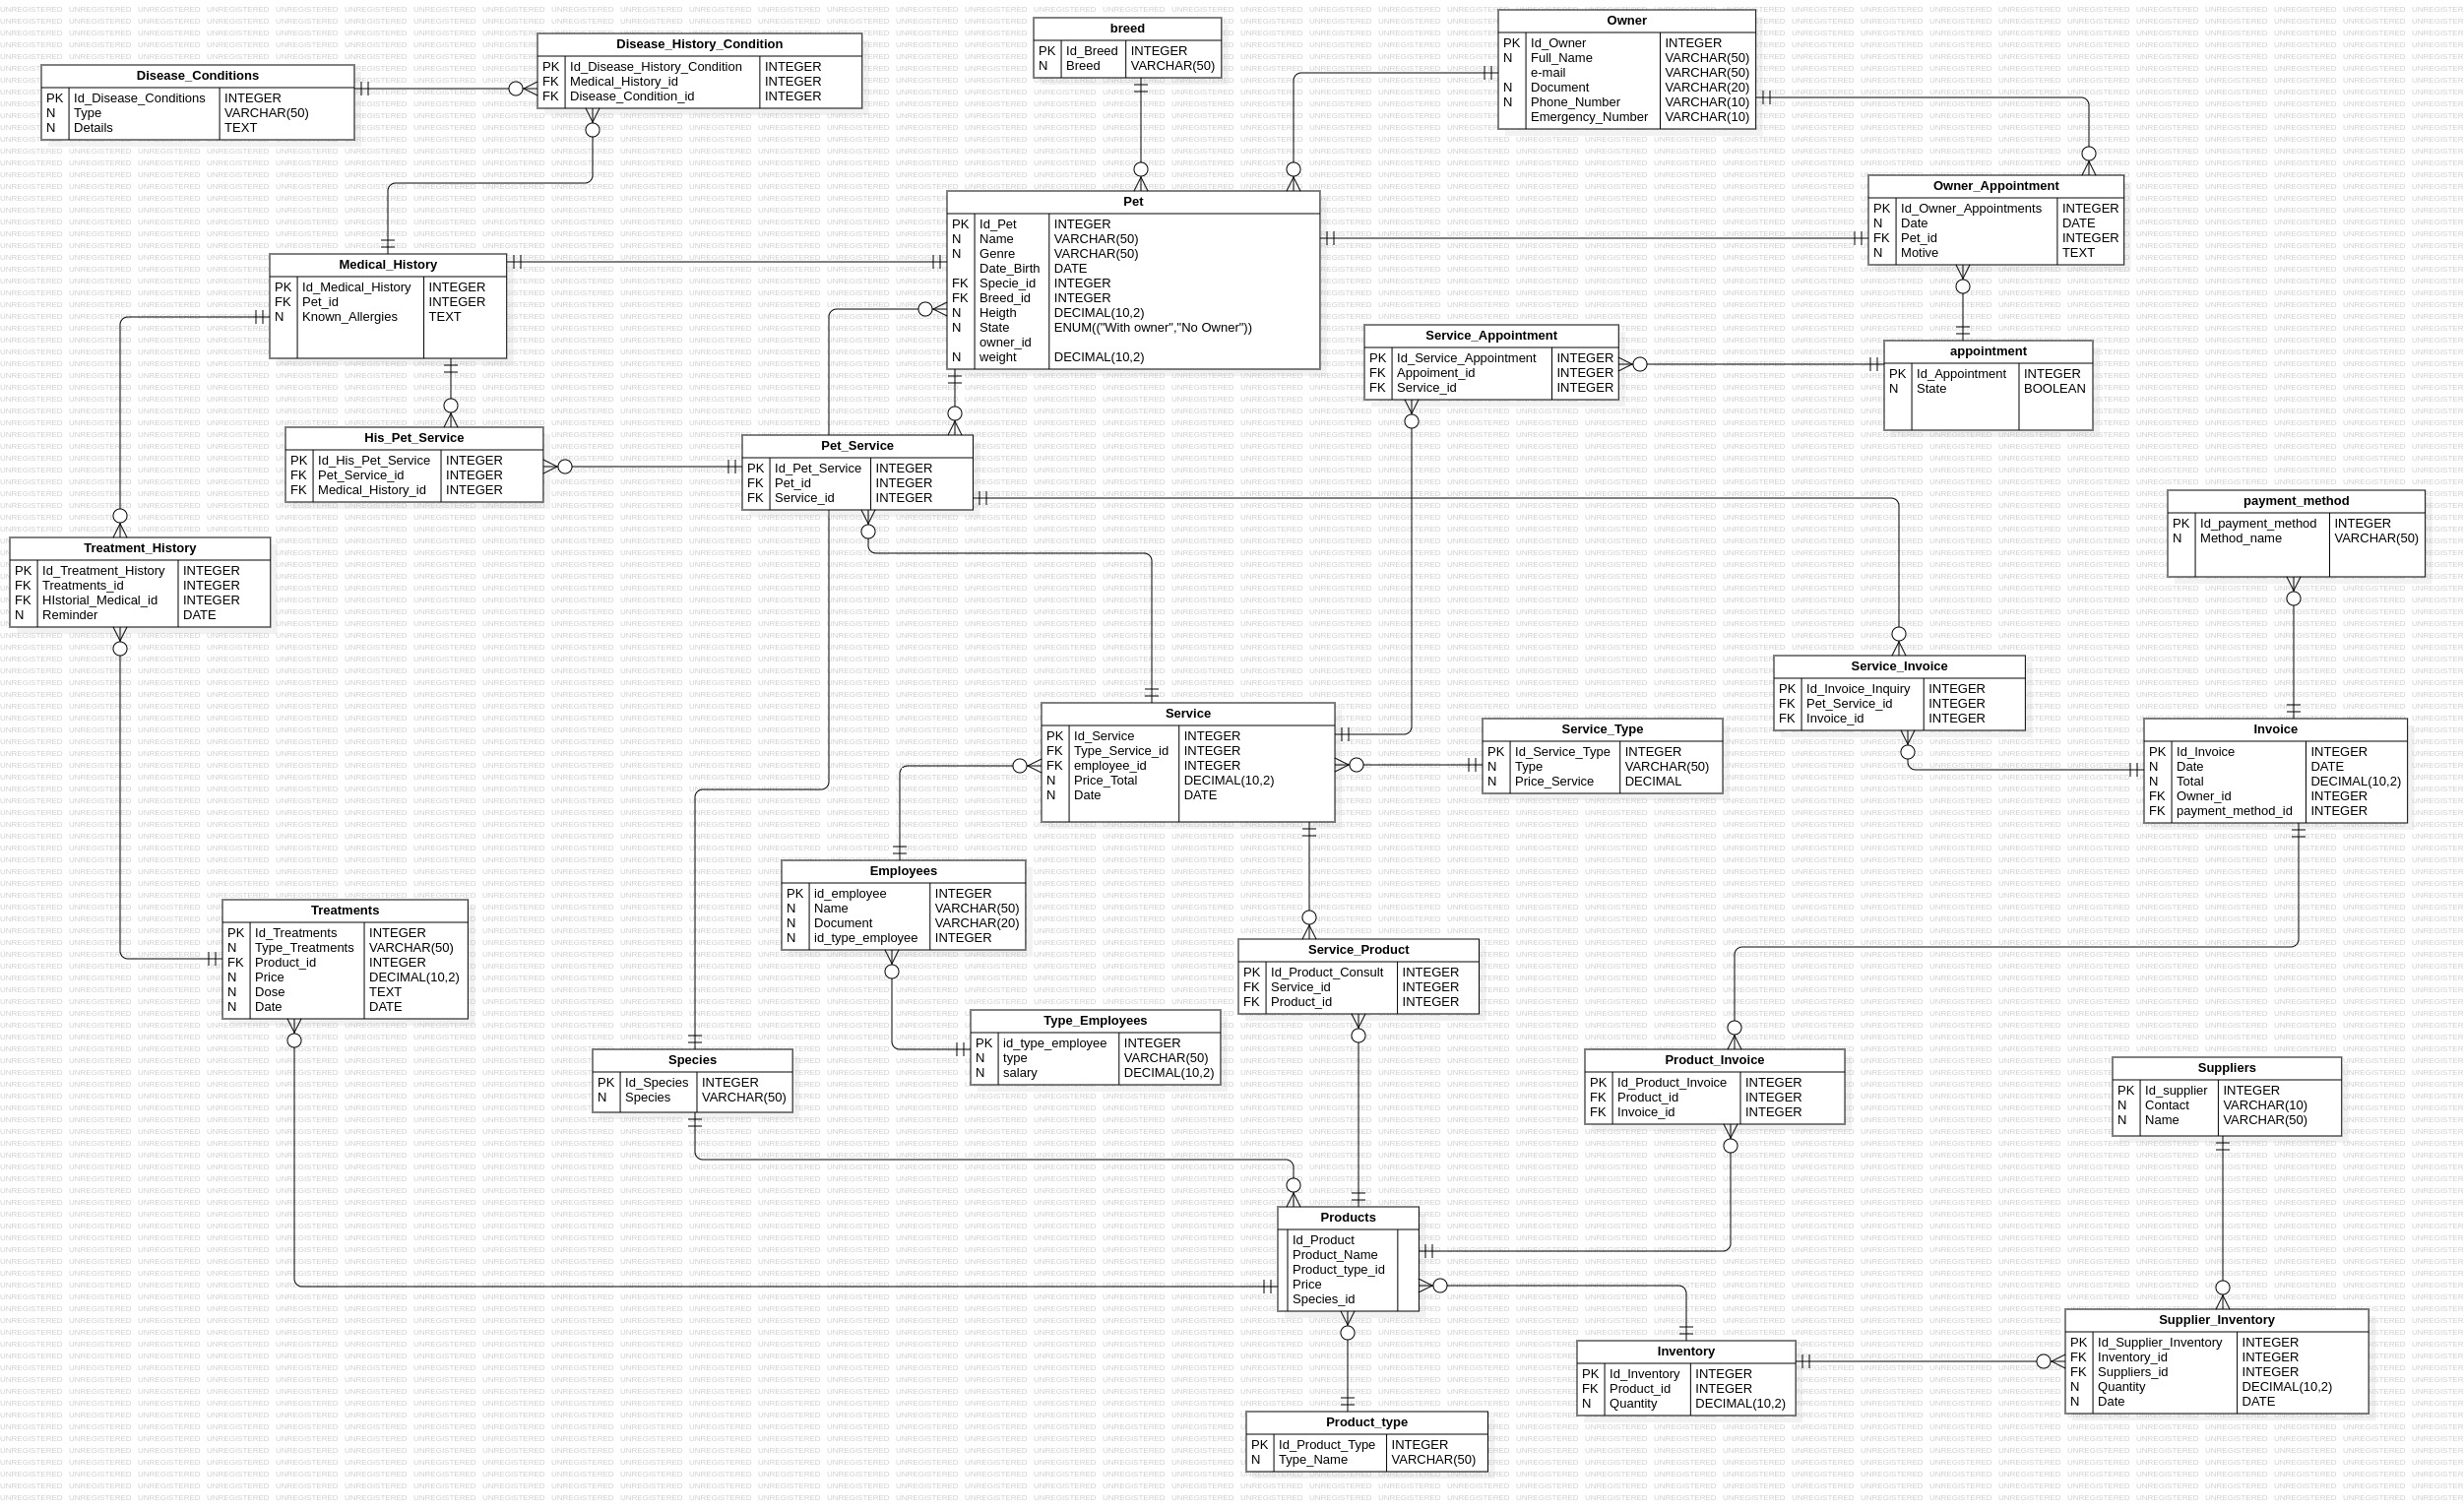 breed
PK Id_Breed INTEGER
N Breed VARCHAR(50)
Owner
PK Id_Owner INTEGER
N Full_Name VARCHAR(50)
e-mail VARCHAR(50)
N Document VARCHAR(20)
N Phone_Number VARCHAR(10)
Emergency_Number VARCHAR(10)
Disease_History_Condition
PK Id_Disease_History_Condition INTEGER
FK Medical_History_id INTEGER
FK Disease_Condition_id INTEGER
Disease_Conditions
PK Id_Disease_Conditions INTEGER
N Type VARCHAR(50)
N Details TEXT
Owner_Appointment
PK Id_Owner_Appointments INTEGER
N Date DATE
FK Pet_id INTEGER
N Motive TEXT
Pet
PK Id_Pet INTEGER
N Name VARCHAR(50)
N Genre VARCHAR(50)
Date_Birth DATE
FK Specie_id INTEGER
FK Breed_id INTEGER
N Heigth DECIMAL(10,2)
N State ENUM(("With owner","No Owner"))
owner_id
N weight DECIMAL(10,2)
Medical_History
PK Id_Medical_History INTEGER
FK Pet_id INTEGER
N Known_Allergies TEXT
Service_Appointment
PK Id_Service_Appointment INTEGER
FK Appoiment_id INTEGER
FK Service_id INTEGER
appointment
PK Id_Appointment INTEGER
N State BOOLEAN
His_Pet_Service
PK Id_His_Pet_Service INTEGER
FK Pet_Service_id INTEGER
FK Medical_History_id INTEGER
Pet_Service
PK Id_Pet_Service INTEGER
FK Pet_id INTEGER
FK Service_id INTEGER
payment_method
PK Id_payment_method INTEGER
N Method_name VARCHAR(50)
Treatment_History
PK Id_Treatment_History INTEGER
FK Treatments_id INTEGER
FK HIstorial_Medical_id INTEGER
N Reminder DATE
Service_Invoice
PK Id_Invoice_Inquiry INTEGER
FK Pet_Service_id INTEGER
FK Invoice_id INTEGER
Service
PK Id_Service INTEGER
FK Type_Service_id INTEGER
FK employee_id INTEGER
N Price_Total DECIMAL(10,2)
N Date DATE
Service_Type
PK Id_Service_Type INTEGER
N Type VARCHAR(50)
N Price_Service DECIMAL
Invoice
PK Id_Invoice INTEGER
N Date DATE
N Total DECIMAL(10,2)
FK Owner_id INTEGER
FK payment_method_id INTEGER
Employees
PK id_employee INTEGER
N Name VARCHAR(50)
N Document VARCHAR(20)
N id_type_employee INTEGER
Treatments
PK Id_Treatments INTEGER
N Type_Treatments VARCHAR(50)
FK Product_id INTEGER
N Price DECIMAL(10,2)
N Dose TEXT
N Date DATE
Service_Product
PK Id_Product_Consult INTEGER
FK Service_id INTEGER
FK Product_id INTEGER
Type_Employees
PK id_type_employee INTEGER
N type VARCHAR(50)
N salary DECIMAL(10,2)
Species
PK Id_Species INTEGER
N Species VARCHAR(50)
Product_Invoice
PK Id_Product_Invoice INTEGER
FK Product_id INTEGER
FK Invoice_id INTEGER
Suppliers
PK Id_supplier INTEGER
N Contact VARCHAR(10)
N Name VARCHAR(50)
Products
Id_Product
Product_Name
Product_type_id
Price
Species_id
Inventory
PK Id_Inventory INTEGER
FK Product_id INTEGER
N Quantity DECIMAL(10,2)
Supplier_Inventory
PK Id_Supplier_Inventory INTEGER
FK Inventory_id INTEGER
FK Suppliers_id INTEGER
N Quantity DECIMAL(10,2)
N Date DATE
Product_type
PK Id_Product_Type INTEGER
N Type_Name VARCHAR(50)
UNREGISTERED